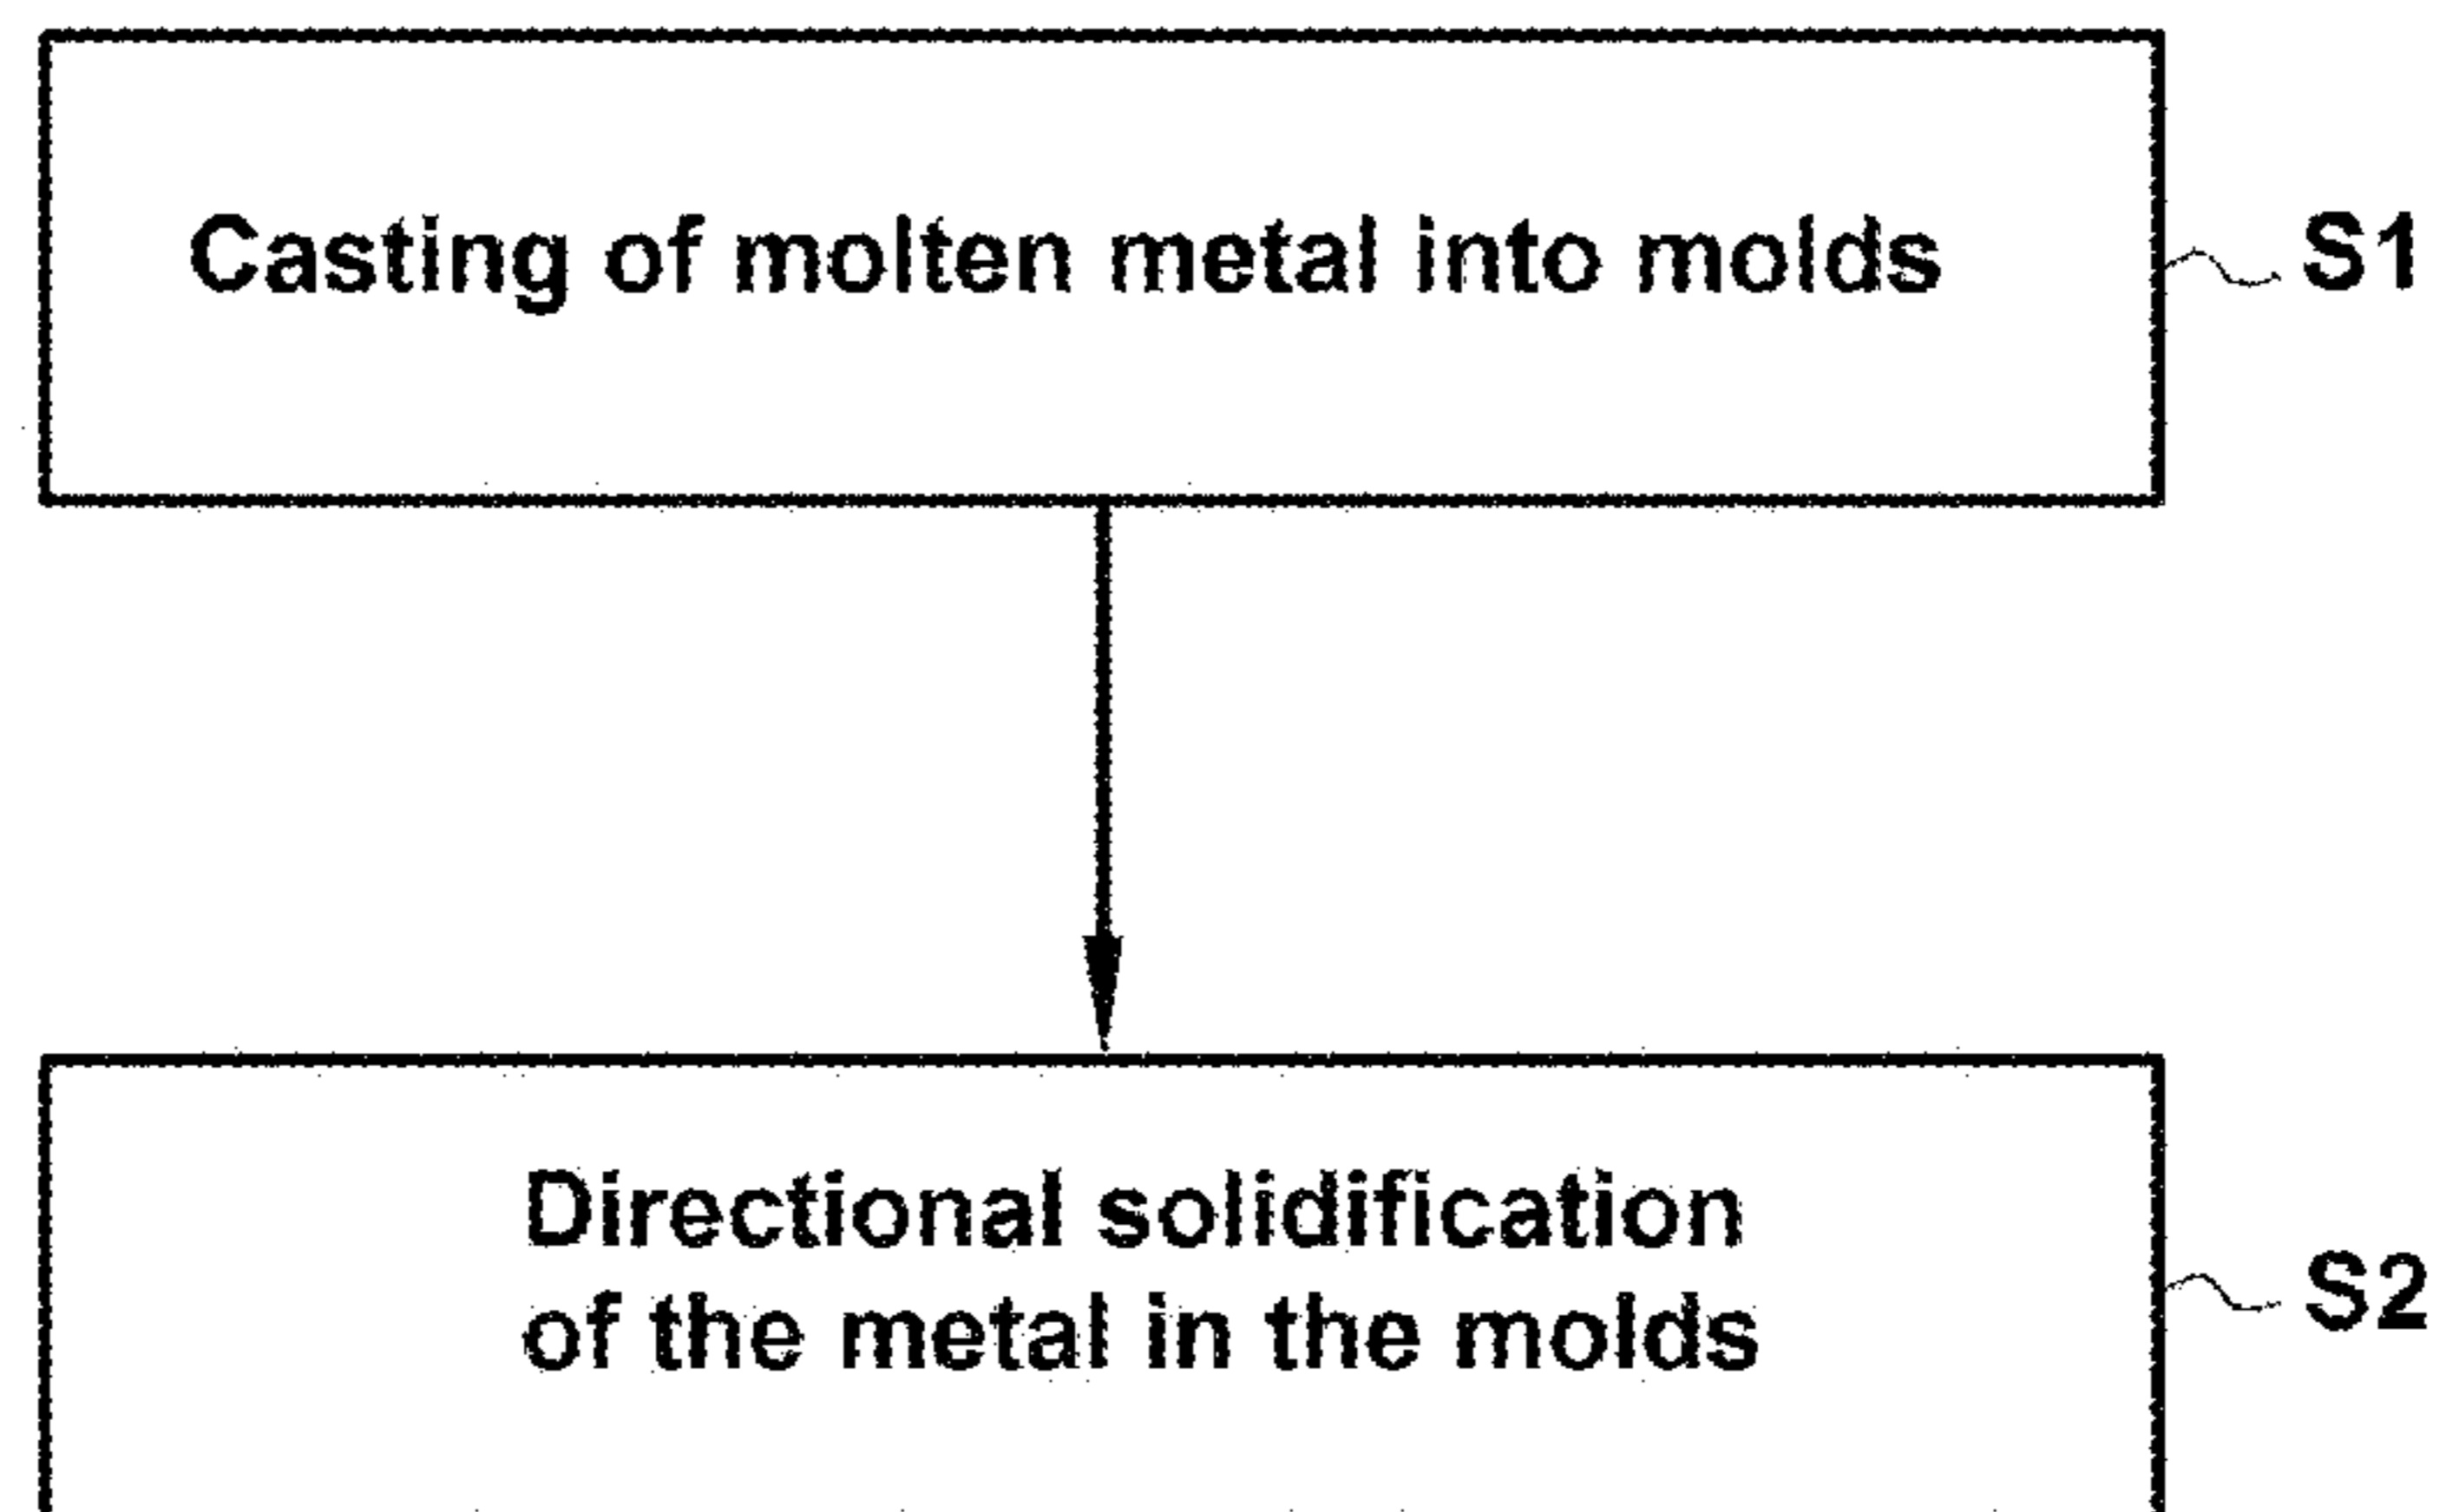 Casting of molten metal into molds
S1
Directional solidification
of the metal in the molds
S2